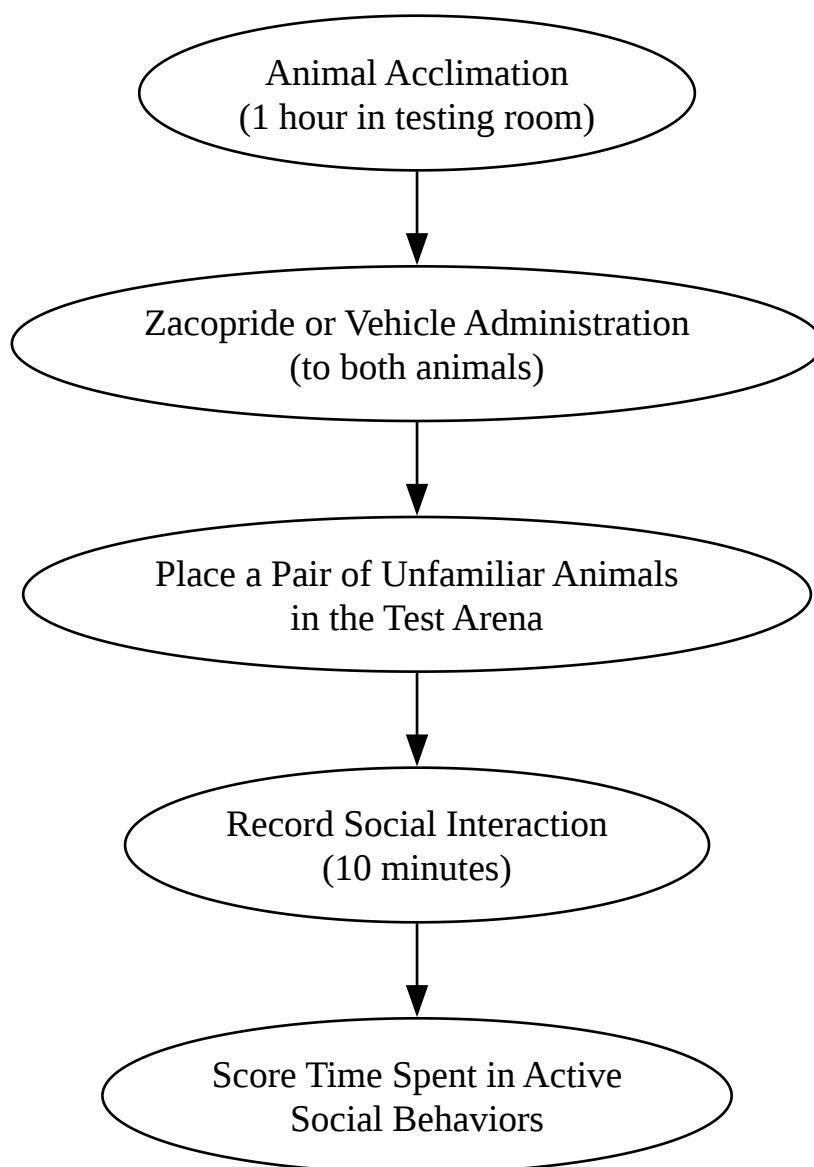 Animal Acclimation
(1 hour in testing room)
Zacopride or Vehicle Administration
(to both animals)
Place a Pair of Unfamiliar Animals
in the Test Arena
Record Social Interaction
(10 minutes)
Score Time Spent in Active
Social Behaviors